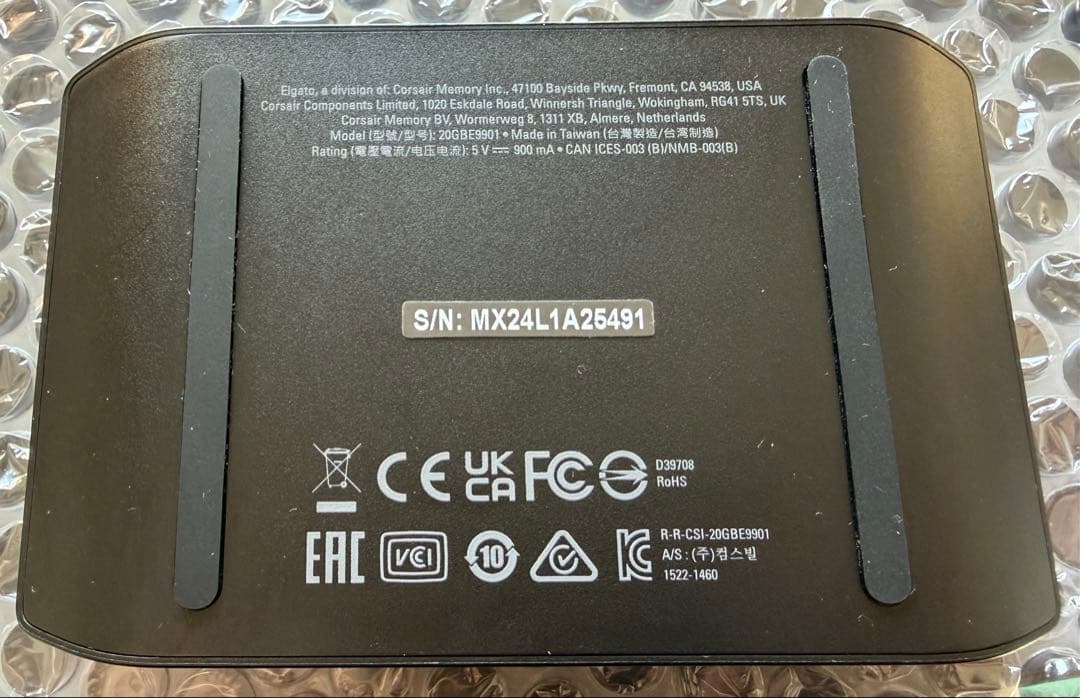 Elgato, a division of: Corsair Memory Inc., 47100 Bayside Pkwy, Fremont, CA 94538, USA
Corsair Components Limited, 1020 Eskdale Road, Winnersh Triangle, Wokingham, RG41 5TS, UK
Corsair Memory BV, Wormerweg 8, 1311 XB, Almere, Netherlands
Model (型號/型号): 20GBE9901 • Made in Taiwan (台灣製造/台湾制造)
Rating (電壓電流/电压电流): 5 V ⎓ 900 mA • CAN ICES-003 (B)/NMB-003(B)
S/N: MX24L1A25491
CE UK CA FC D39708
RoHS
EAC VCI 10 KC R-R-CSI-20GBE9901
A/S : (주)컴스빌
1522-1460